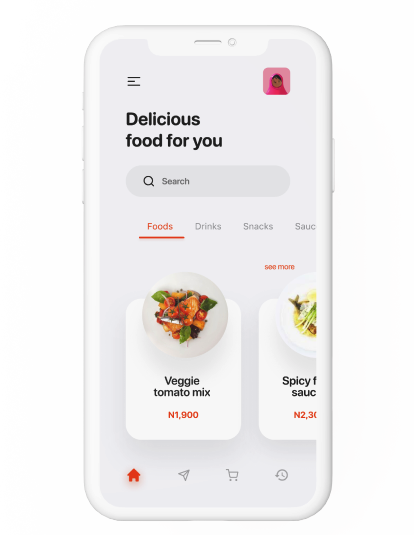 Delicious
food for you
Search
Foods Drinks Snacks Sauc
see more
Veggie
tomato mix
N1,900
Spicy f
sauc
N2,30